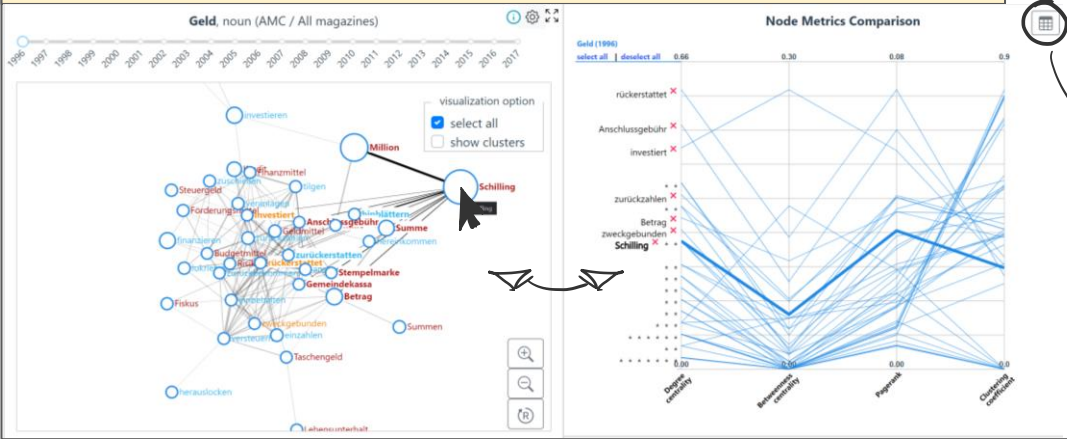 Geld, noun (AMC / All magazines)
1996 1997 1998 1999 2000 2001 2002 2003 2004 2005 2006 2007 2008 2009 2010 2011 2012 2013 2014 2015 2016 2017
visualization option
select all
show clusters
investieren
Million
Schilling
Finanzmittel
tilgen
Steuergeld
Förderungsmittel
investiert
Anschlussgebühr
hinblättern
Summe
Geldmittel
finanzieren
hereinkommen
Budgetmittel
zurückzahlen
rückerstattet
Stempelmarke
Gemeindekassa
Betrag
Fiskus
zweckgebunden
Summen
versteuern
einzahlen
Taschengeld
herauslocken
Lebensunterhalt
R
Node Metrics Comparison
Geld (1996)
select all | deselect all
0.66 0.30 0.08 0.9
rückerstattet
Anschlussgebühr
investiert
zurückzahlen
Betrag
zweckgebunden
Schilling
0.00 0.00 0.00 0.0
Degree centrality
Betweenness centrality
Pagerank
Clustering coefficient